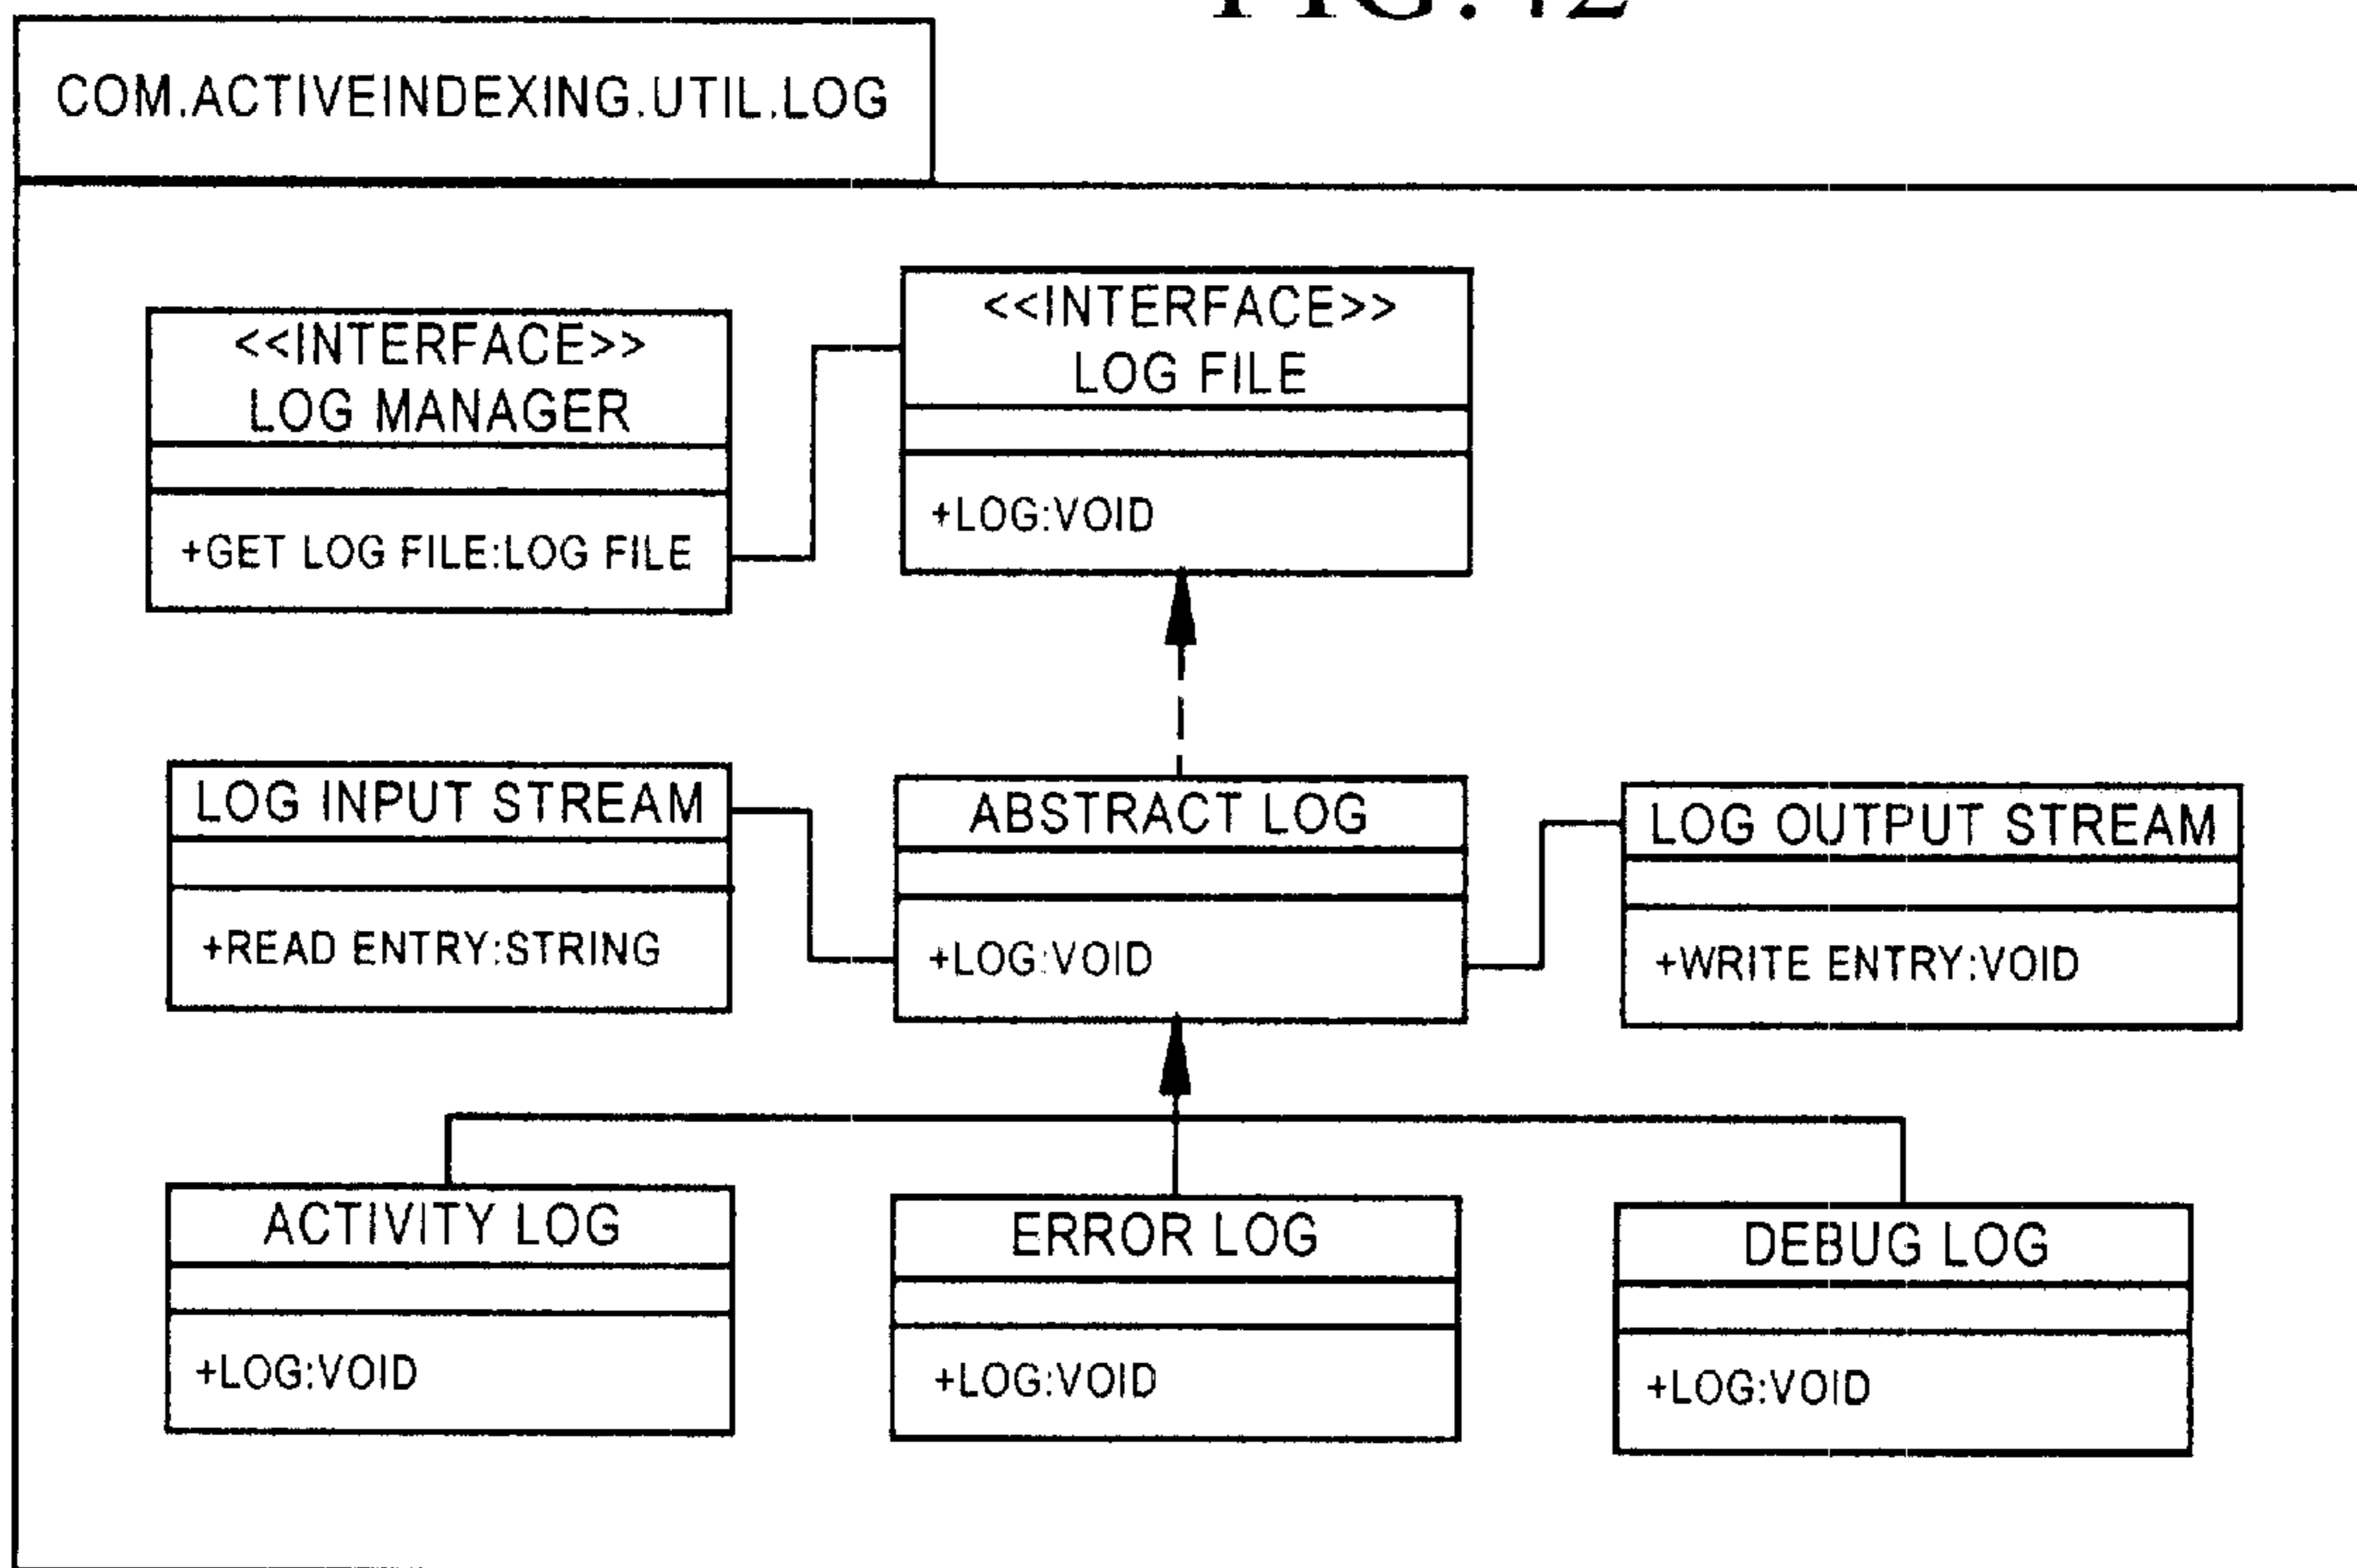 COM.ACTIVEINDEXING.UTIL.LOG
<<INTERFACE>>
LOG MANAGER
+GET LOG FILE:LOG FILE
<<INTERFACE>>
LOG FILE
+LOG:VOID
LOG INPUT STREAM
+READ ENTRY:STRING
ABSTRACT LOG
+LOG:VOID
LOG OUTPUT STREAM
+WRITE ENTRY:VOID
ACTIVITY LOG
+LOG:VOID
ERROR LOG
+LOG:VOID
DEBUG LOG
+LOG:VOID